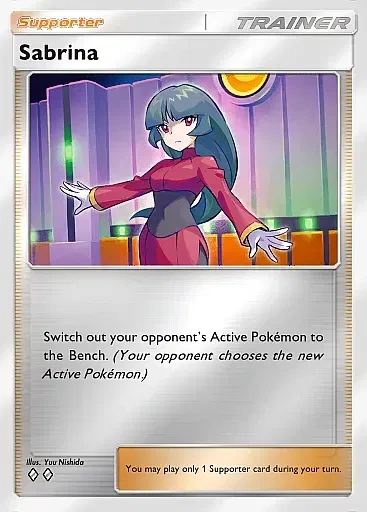 Supporter
TRAINER
Sabrina
Switch out your opponent's Active Pokémon to
the Bench. (Your opponent chooses the new
Active Pokémon.)
Illus. Yuu Nishida
You may play only 1 Supporter card during your turn.